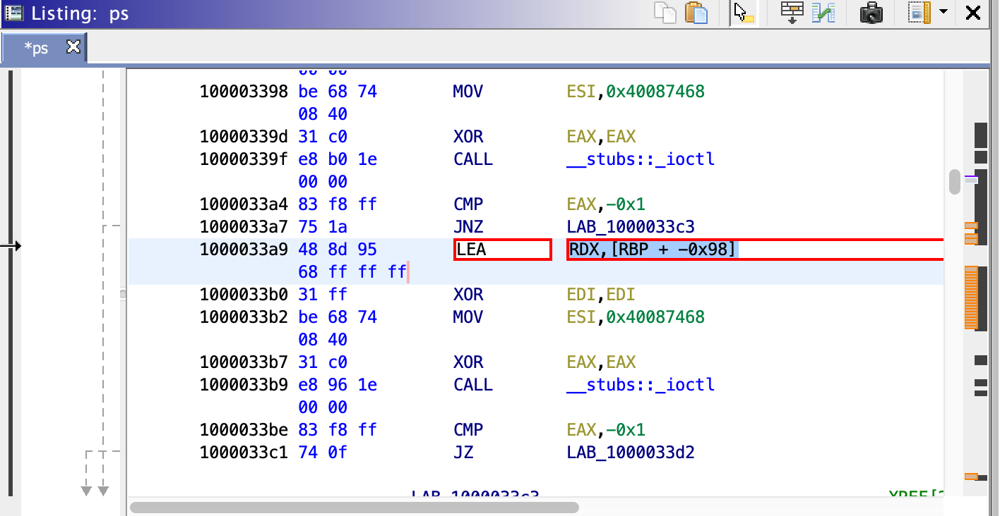 Listing: ps
*ps
00 00
100003398 be 68 74 MOV ESI,0x40087468
08 40
10000339d 31 c0 XOR EAX,EAX
10000339f e8 b0 1e CALL __stubs::_ioctl
00 00
1000033a4 83 f8 ff CMP EAX,-0x1
1000033a7 75 1a JNZ LAB_1000033c3
1000033a9 48 8d 95 LEA RDX,[RBP + -0x98]
68 ff ff ff
1000033b0 31 ff XOR EDI,EDI
1000033b2 be 68 74 MOV ESI,0x40087468
08 40
1000033b7 31 c0 XOR EAX,EAX
1000033b9 e8 96 1e CALL __stubs::_ioctl
00 00
1000033be 83 f8 ff CMP EAX,-0x1
1000033c1 74 0f JZ LAB_1000033d2
LAB_1000033c3